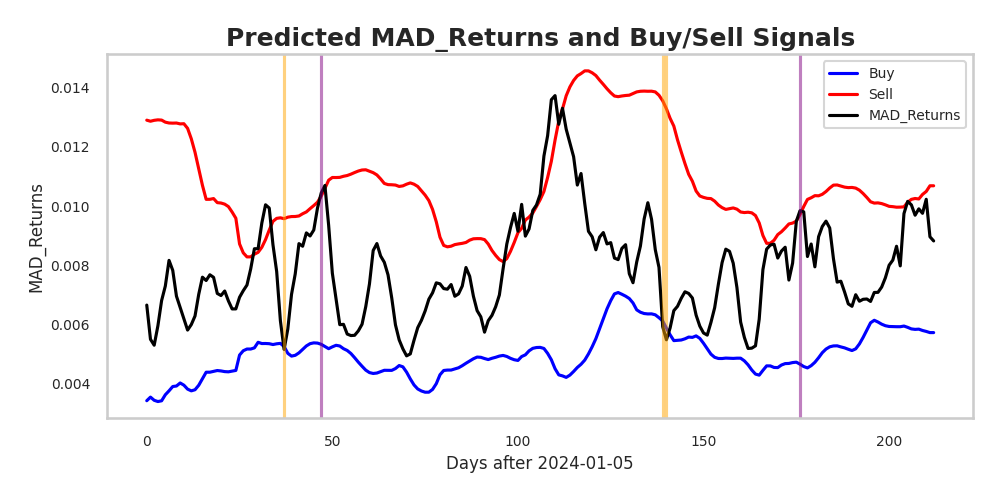 Predicted MAD_Returns and Buy/Sell Signals
Buy
Sell
MAD_Returns
0.014
0.012
0.010
0.008
0.006
0.004
MAD_Returns
0 50 100 150 200
Days after 2024-01-05